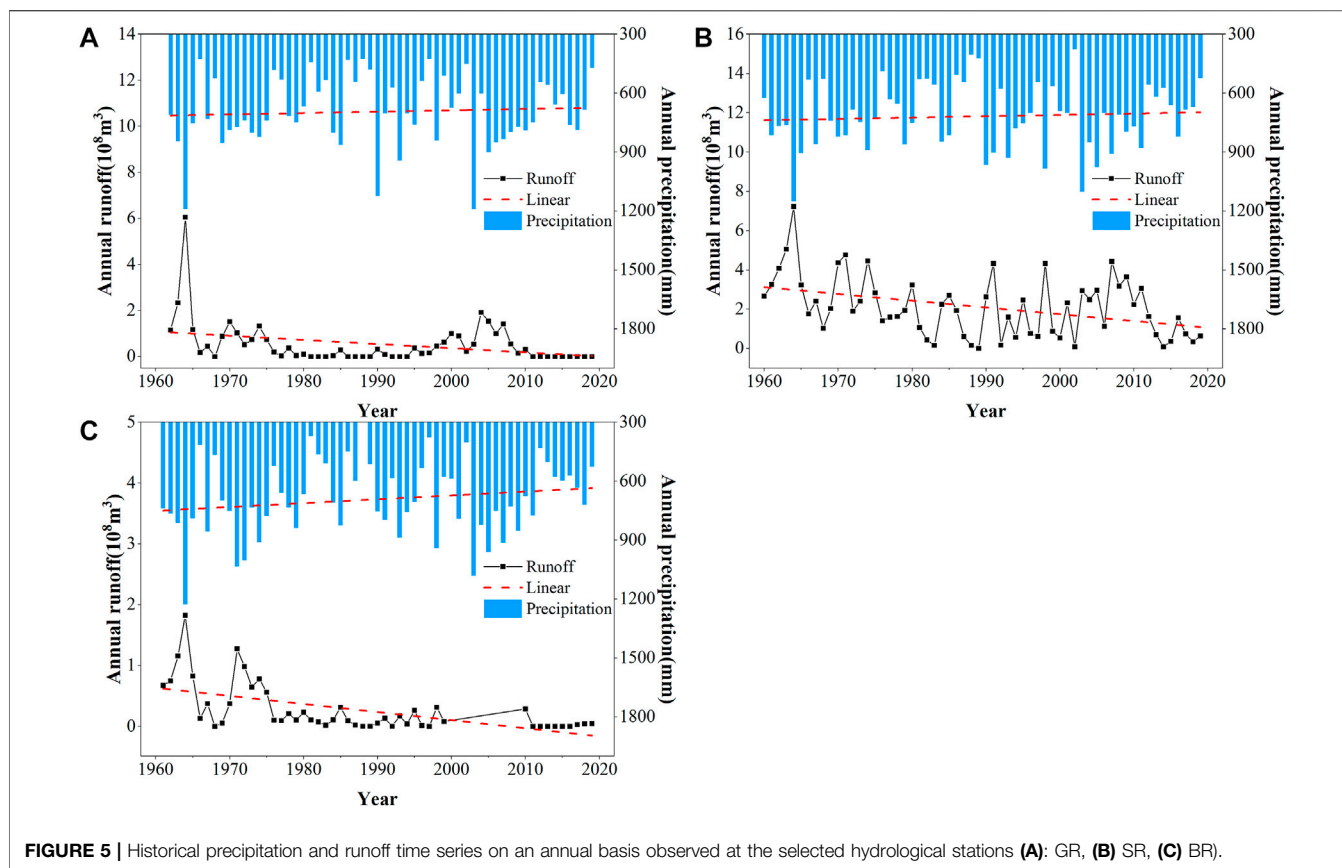 A
14
12
10
8
6
4
2
0
Annual runoff(10⁸m³)
300
600
900
1200
1500
1800
Annual precipitation(mm)
Runoff
Linear
Precipitation
1960 1970 1980 1990 2000 2010 2020
Year
B
16
14
12
10
8
6
4
2
0
Annual runoff(10⁸m³)
300
600
900
1200
1500
1800
Annual precipitation(mm)
Runoff
Linear
Precipitation
1960 1970 1980 1990 2000 2010 2020
Year
C
5
4
3
2
1
0
Annual runoff(10⁸m³)
300
600
900
1200
1500
1800
Annual precipitation(mm)
Runoff
Linear
Precipitation
1960 1970 1980 1990 2000 2010 2020
Year
FIGURE 5 | Historical precipitation and runoff time series on an annual basis observed at the selected hydrological stations (A): GR, (B) SR, (C) BR).